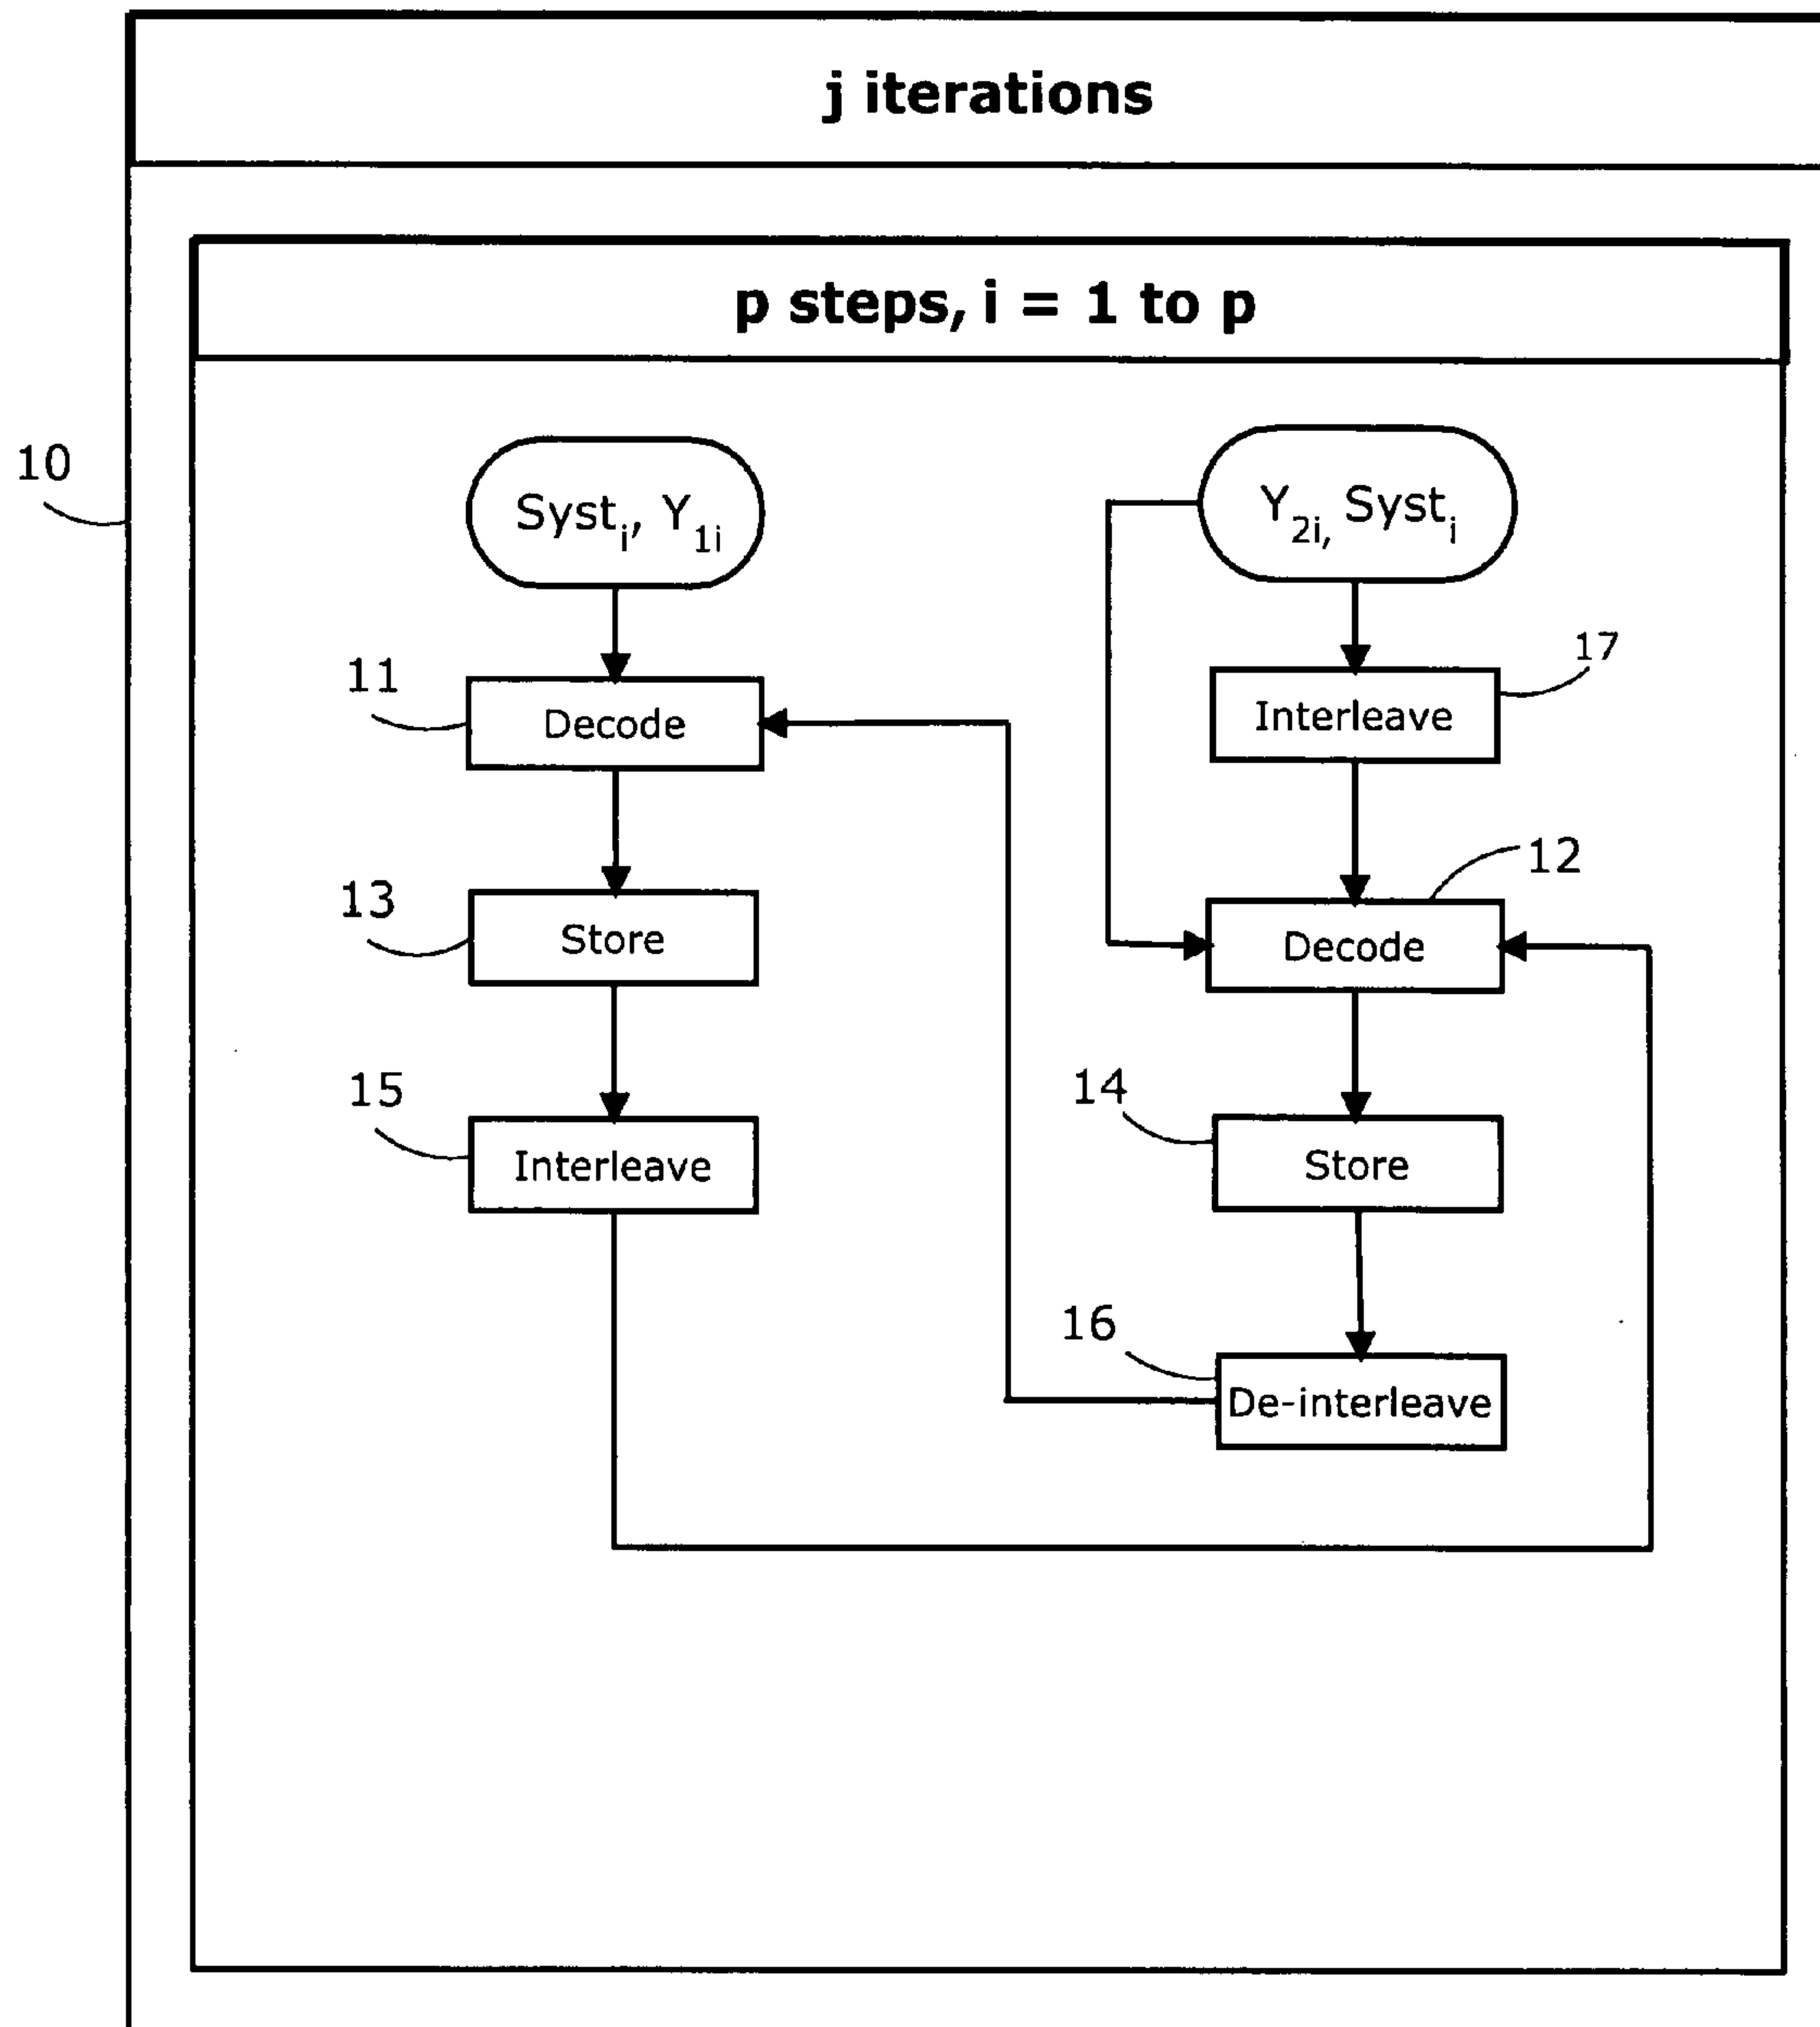 j iterations
p steps, i = 1 to p
10
Syst_i, Y_1i
Y_2i, Syst_i
17
11
Decode
Interleave
12
13
Store
Decode
15
14
Interleave
Store
16
De-interleave